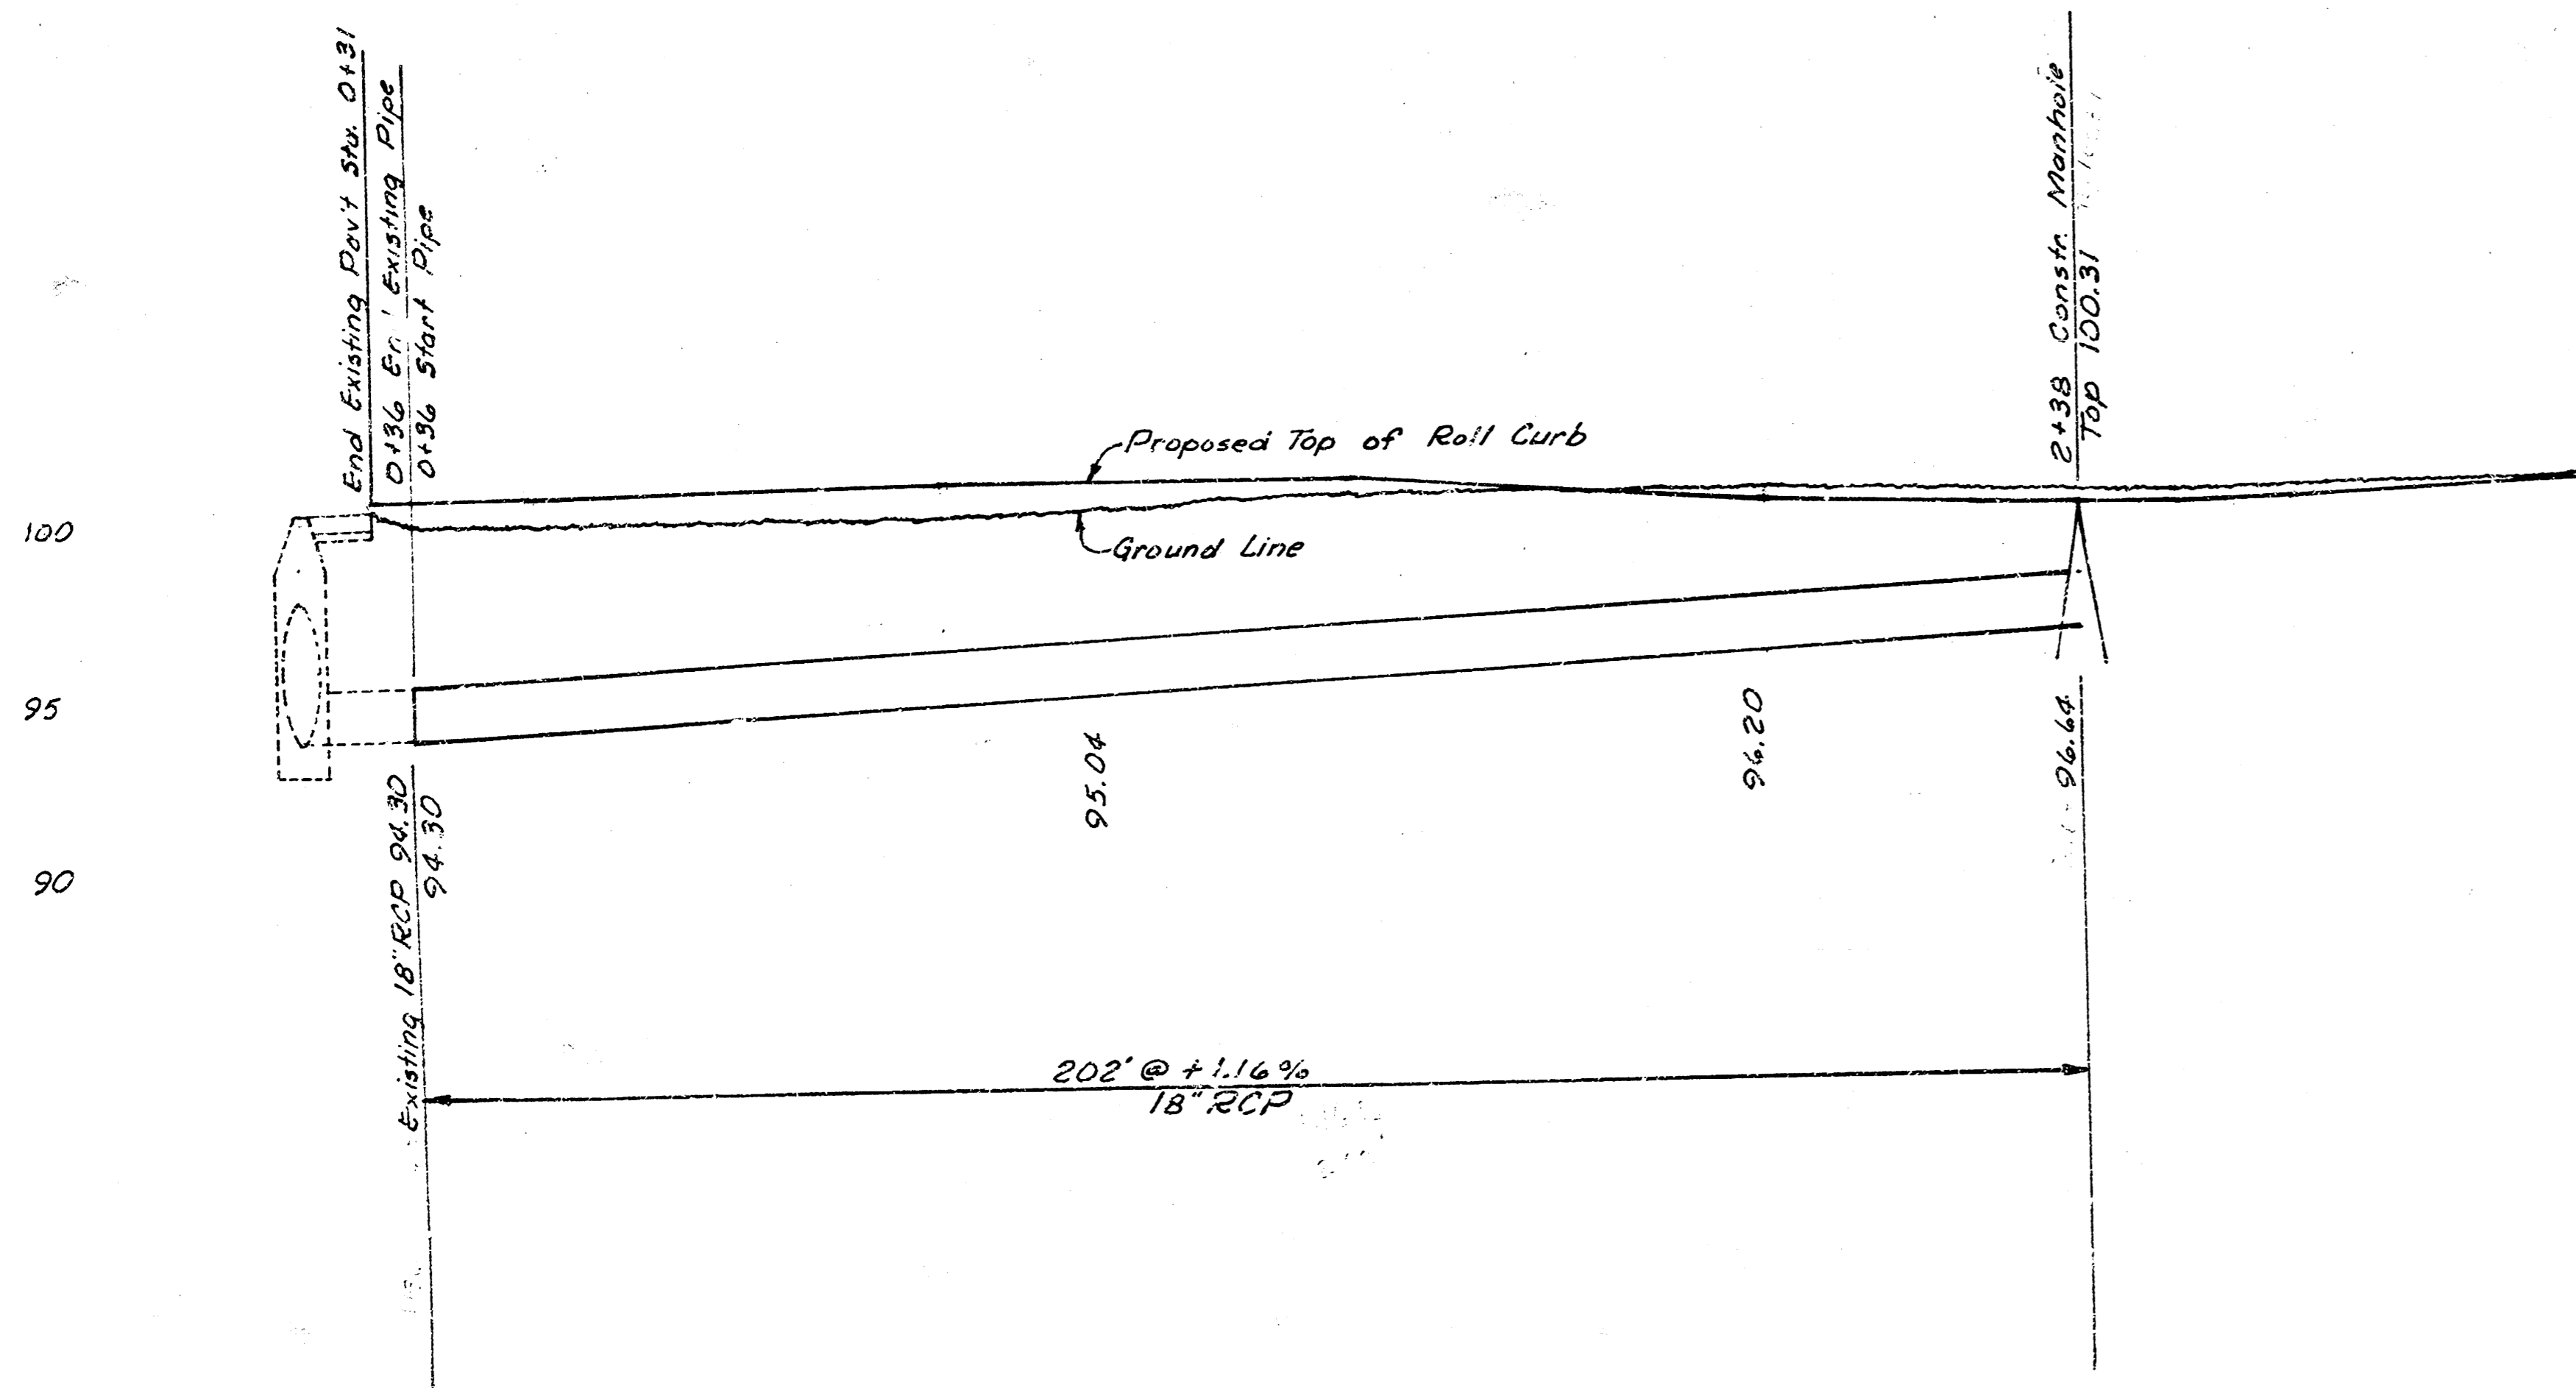 End Existing Pav't Sta. 0+31
0+36 En Existing Pipe
0+36 Start Pipe
2+38 Constr. Manhole
Top 100.31
Proposed Top of Roll Curb
Ground Line
100
95
90
Existing 18" RCP 94.30
94.30
95.04
96.20
96.64
202' @ +1.16%
18" RCP